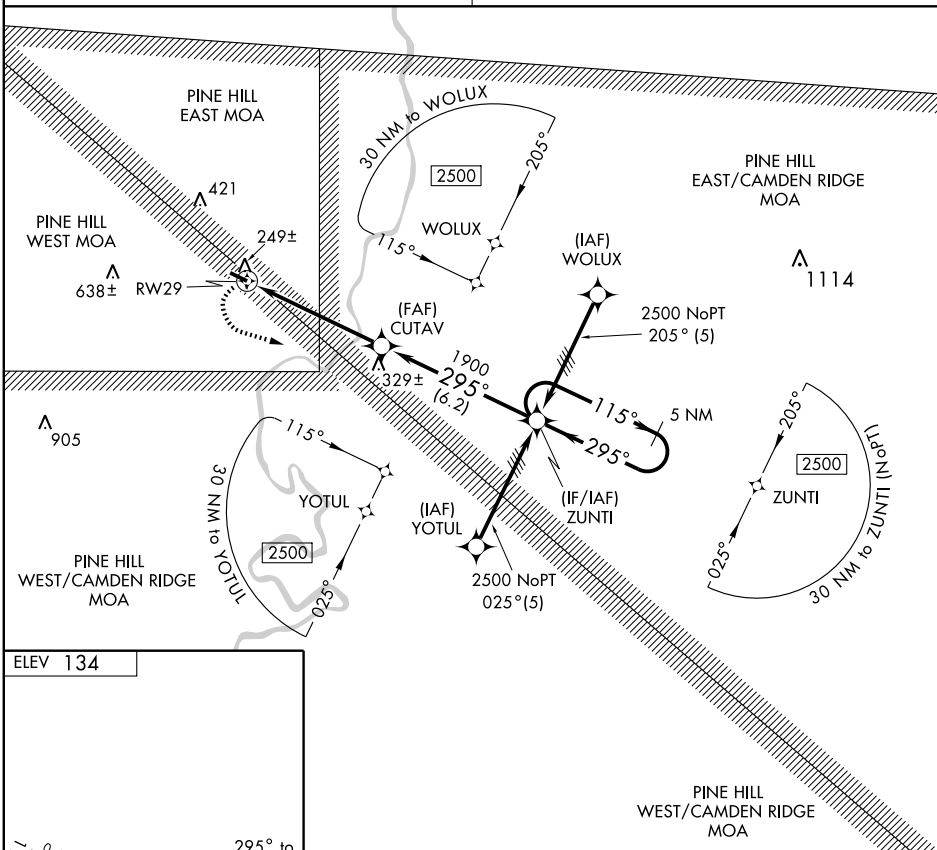 PINE HILL
EAST MOA
30 NM to WOLUX
205°
2500
WOLUX
115°
PINE HILL
EAST/CAMDEN RIDGE
MOA
421
PINE HILL
WEST MOA
249±
638±
RW29
(IAF)
WOLUX
1114
2500 NoPT
205° (5)
(FAF)
CUTAV
1900
295°
(6.2)
329±
115°
5 NM
295°
905
115°
YOTUL
2500
30 NM to YOTUL
025°
(IAF)
YOTUL
(IF/IAF)
ZUNTI
2500 NoPT
025° (5)
205°
2500
ZUNTI
025°
30 NM to ZUNTI (NoPT)
PINE HILL
WEST/CAMDEN RIDGE
MOA
ELEV 134
PINE HILL
WEST/CAMDEN RIDGE
MOA
295° to